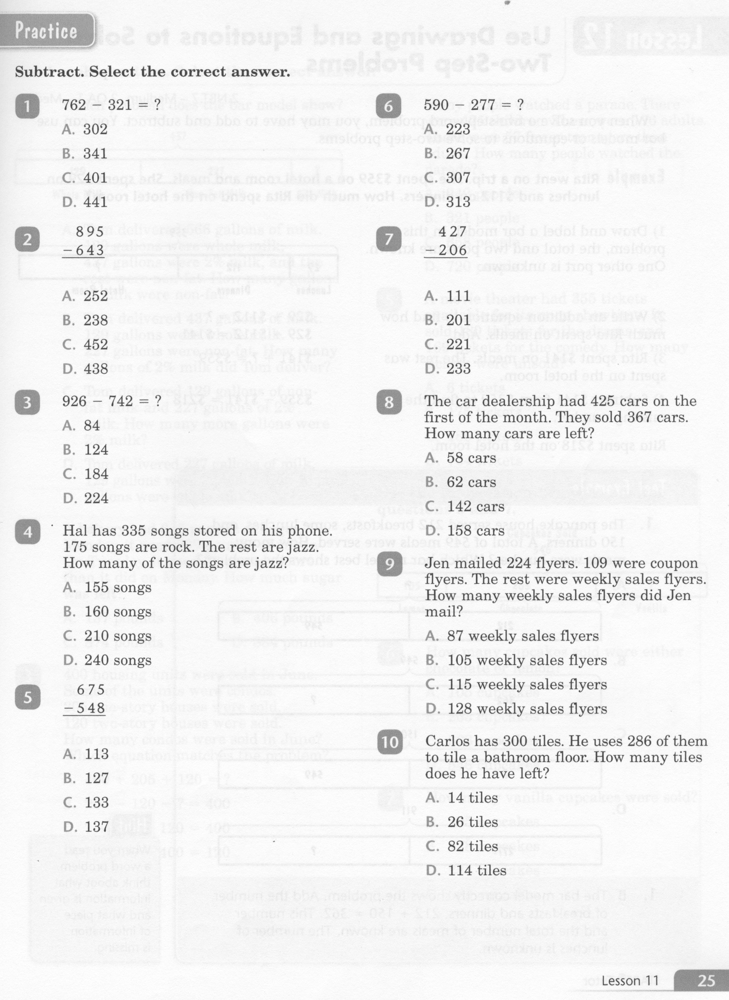 Practice
Subtract. Select the correct answer.
1
762 − 321 = ?
A. 302
B. 341
C. 401
D. 441
2
895
− 643
A. 252
B. 238
C. 452
D. 438
3
926 − 742 = ?
A. 84
B. 124
C. 184
D. 224
4
Hal has 335 songs stored on his phone.
175 songs are rock. The rest are jazz.
How many of the songs are jazz?
A. 155 songs
B. 160 songs
C. 210 songs
D. 240 songs
5
675
− 548
A. 113
B. 127
C. 133
D. 137
6
590 − 277 = ?
A. 223
B. 267
C. 307
D. 313
7
427
− 206
A. 111
B. 201
C. 221
D. 233
8
The car dealership had 425 cars on the
first of the month. They sold 367 cars.
How many cars are left?
A. 58 cars
B. 62 cars
C. 142 cars
D. 158 cars
9
Jen mailed 224 flyers. 109 were coupon
flyers. The rest were weekly sales flyers.
How many weekly sales flyers did Jen
mail?
A. 87 weekly sales flyers
B. 105 weekly sales flyers
C. 115 weekly sales flyers
D. 128 weekly sales flyers
10
Carlos has 300 tiles. He uses 286 of them
to tile a bathroom floor. How many tiles
does he have left?
A. 14 tiles
B. 26 tiles
C. 82 tiles
D. 114 tiles
Lesson 11
25